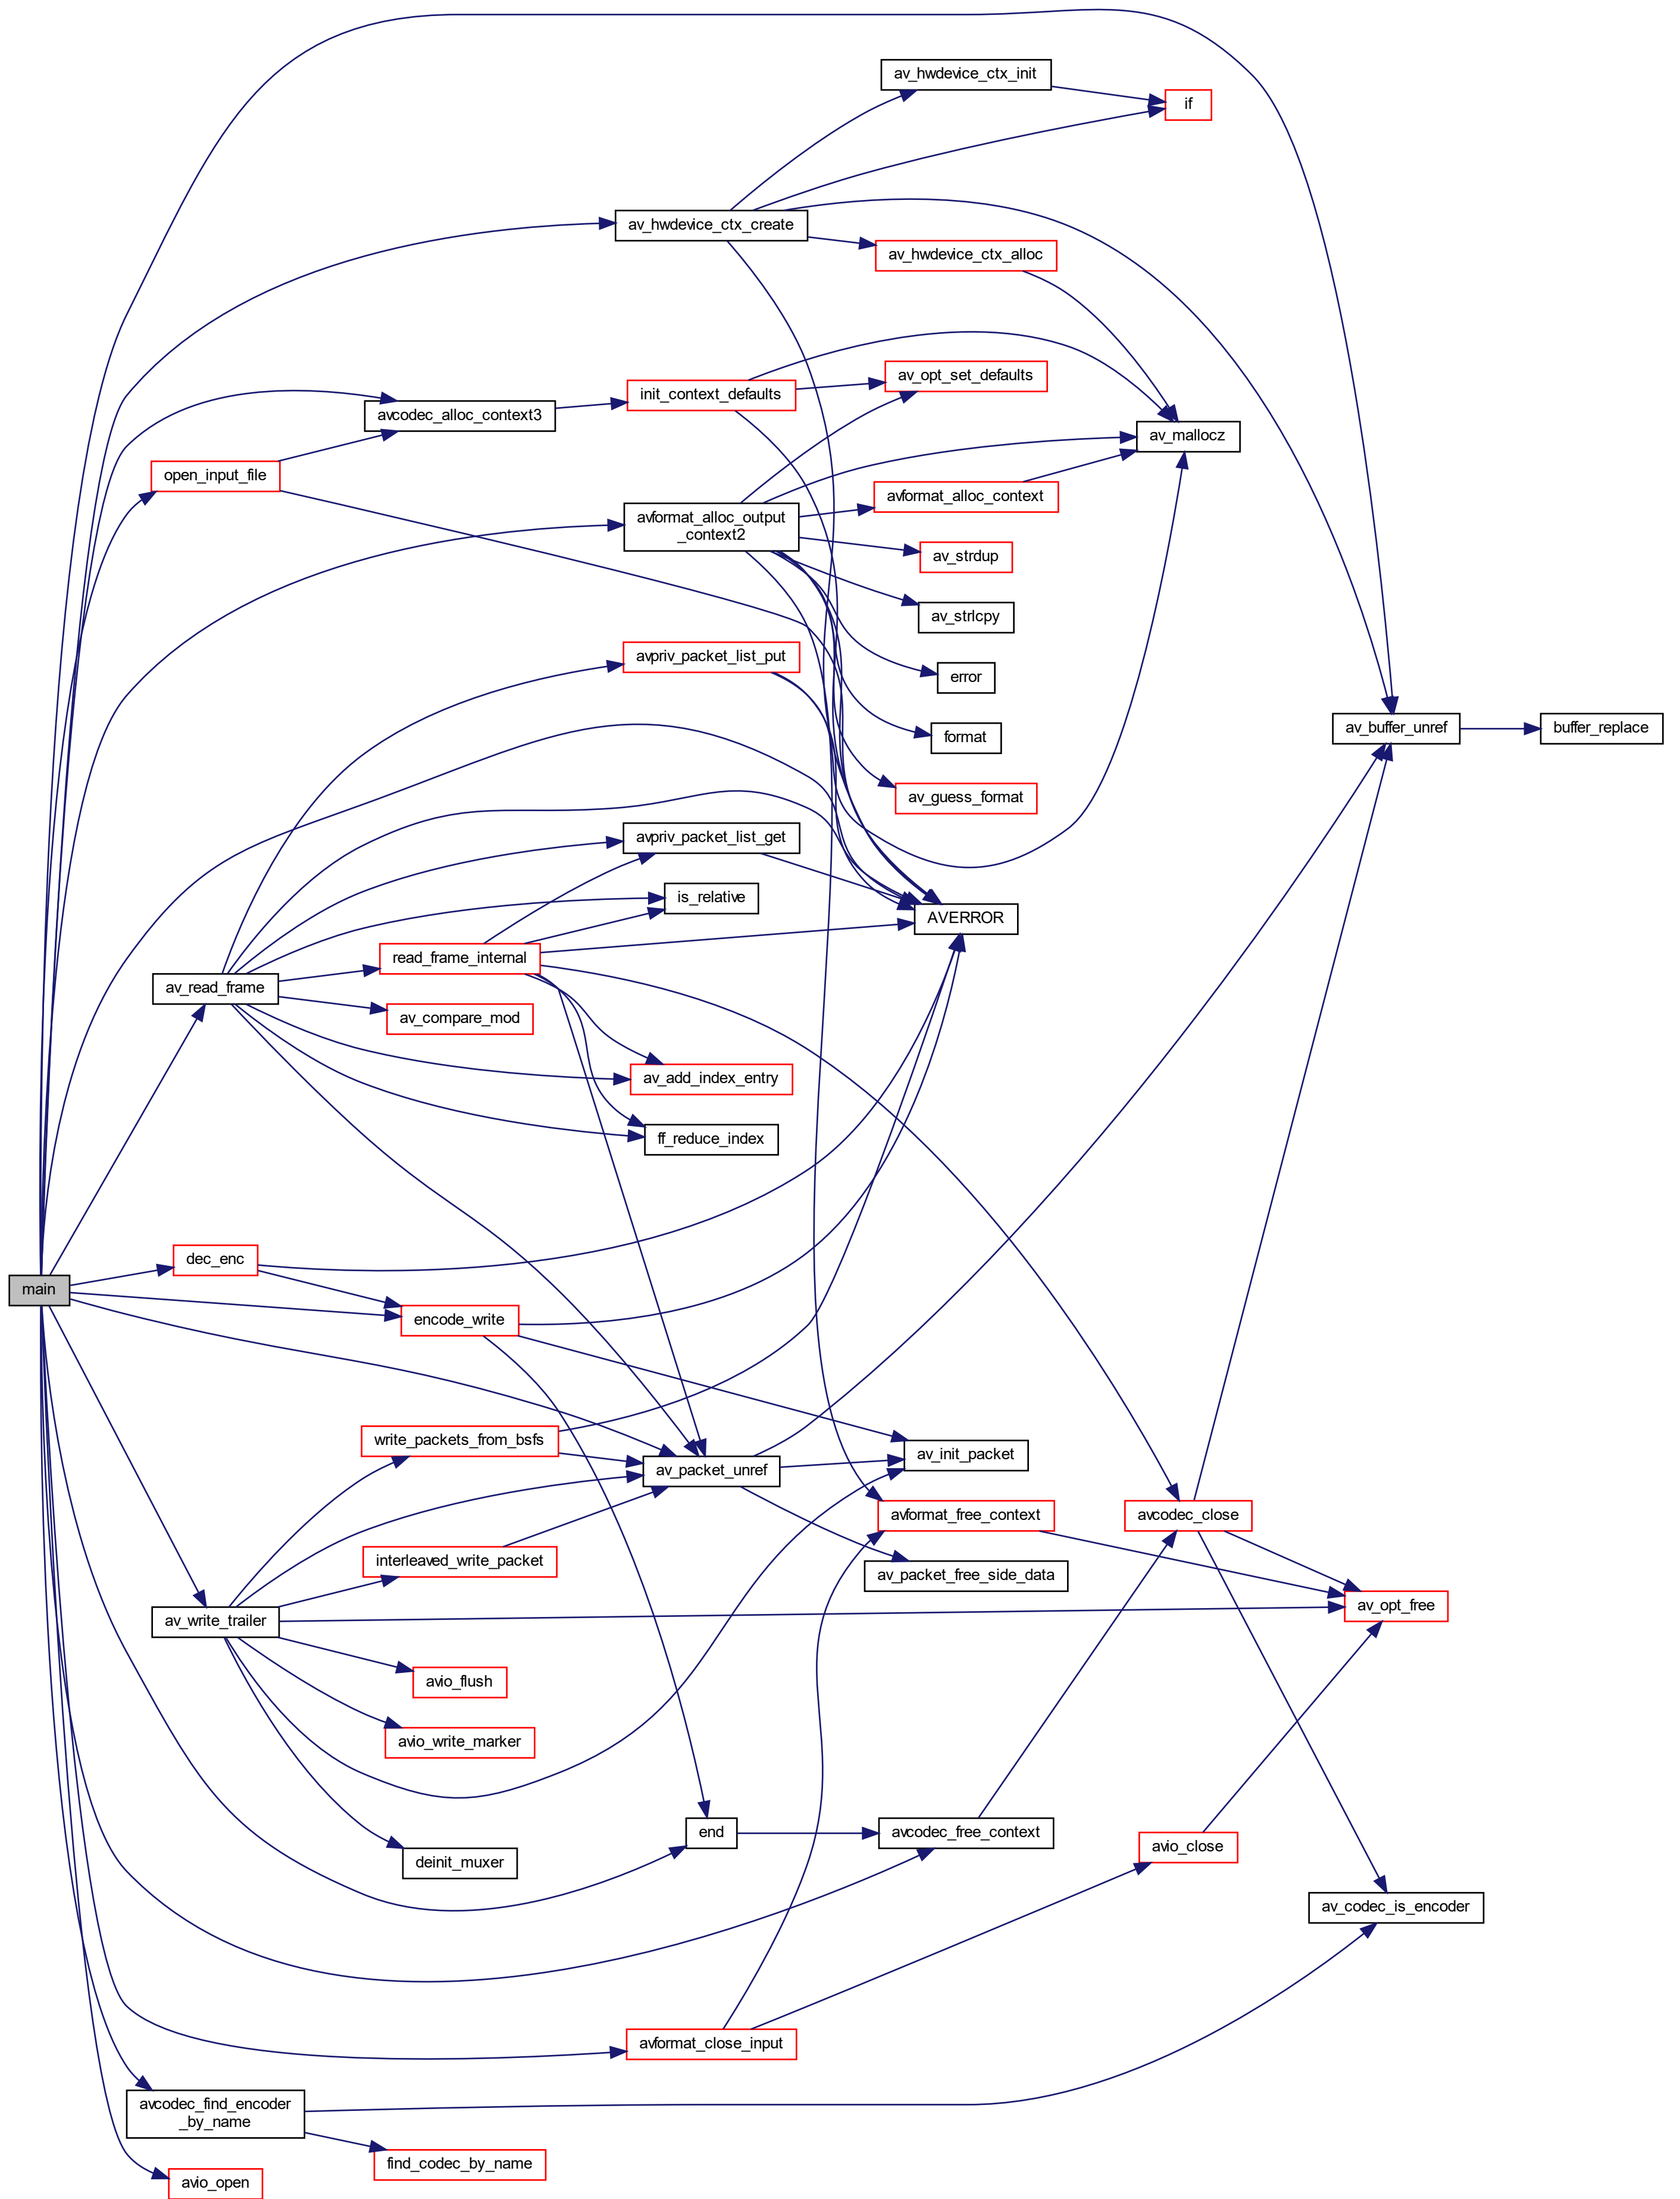 av_hwdevice_ctx_init
if
av_hwdevice_ctx_create
av_hwdevice_ctx_alloc
av_opt_set_defaults
init_context_defaults
avcodec_alloc_context3
av_mallocz
open_input_file
avformat_alloc_context
avformat_alloc_output
_context2
av_strdup
av_strlcpy
avpriv_packet_list_put
error
av_buffer_unref
buffer_replace
format
av_guess_format
avpriv_packet_list_get
is_relative
AVERROR
read_frame_internal
av_read_frame
av_compare_mod
av_add_index_entry
ff_reduce_index
dec_enc
main
encode_write
write_packets_from_bsfs
av_init_packet
av_packet_unref
avformat_free_context
avcodec_close
interleaved_write_packet
av_packet_free_side_data
av_opt_free
av_write_trailer
avio_flush
avio_write_marker
end
avcodec_free_context
avio_close
deinit_muxer
av_codec_is_encoder
avformat_close_input
avcodec_find_encoder
_by_name
find_codec_by_name
avio_open